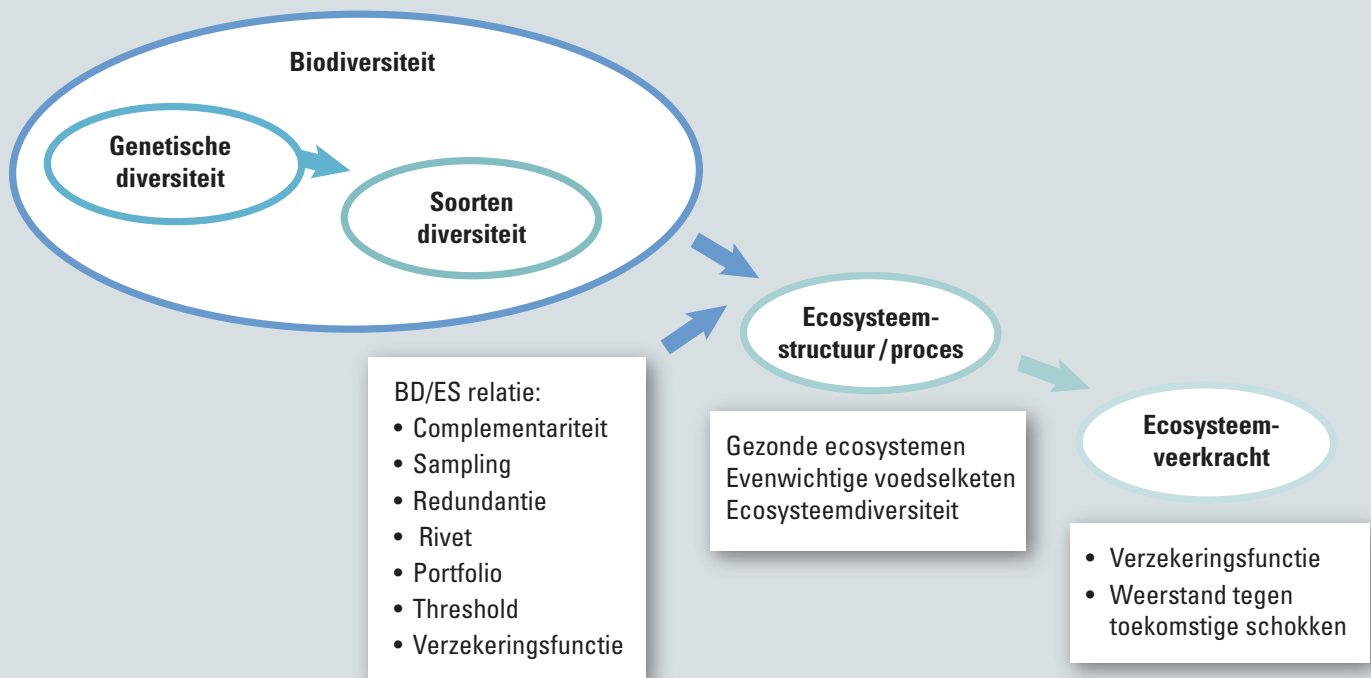 Biodiversiteit
Genetische
diversiteit
Soorten
diversiteit
Ecosysteem-
structuur / proces
Ecosysteem-
veerkracht
BD/ES relatie:
• Complementariteit
• Sampling
• Redundantie
• Rivet
• Portfolio
• Threshold
• Verzekeringsfunctie
Gezonde ecosystemen
Evenwichtige voedselketen
Ecosysteemdiversiteit
• Verzekeringsfunctie
• Weerstand tegen
toekomstige schokken